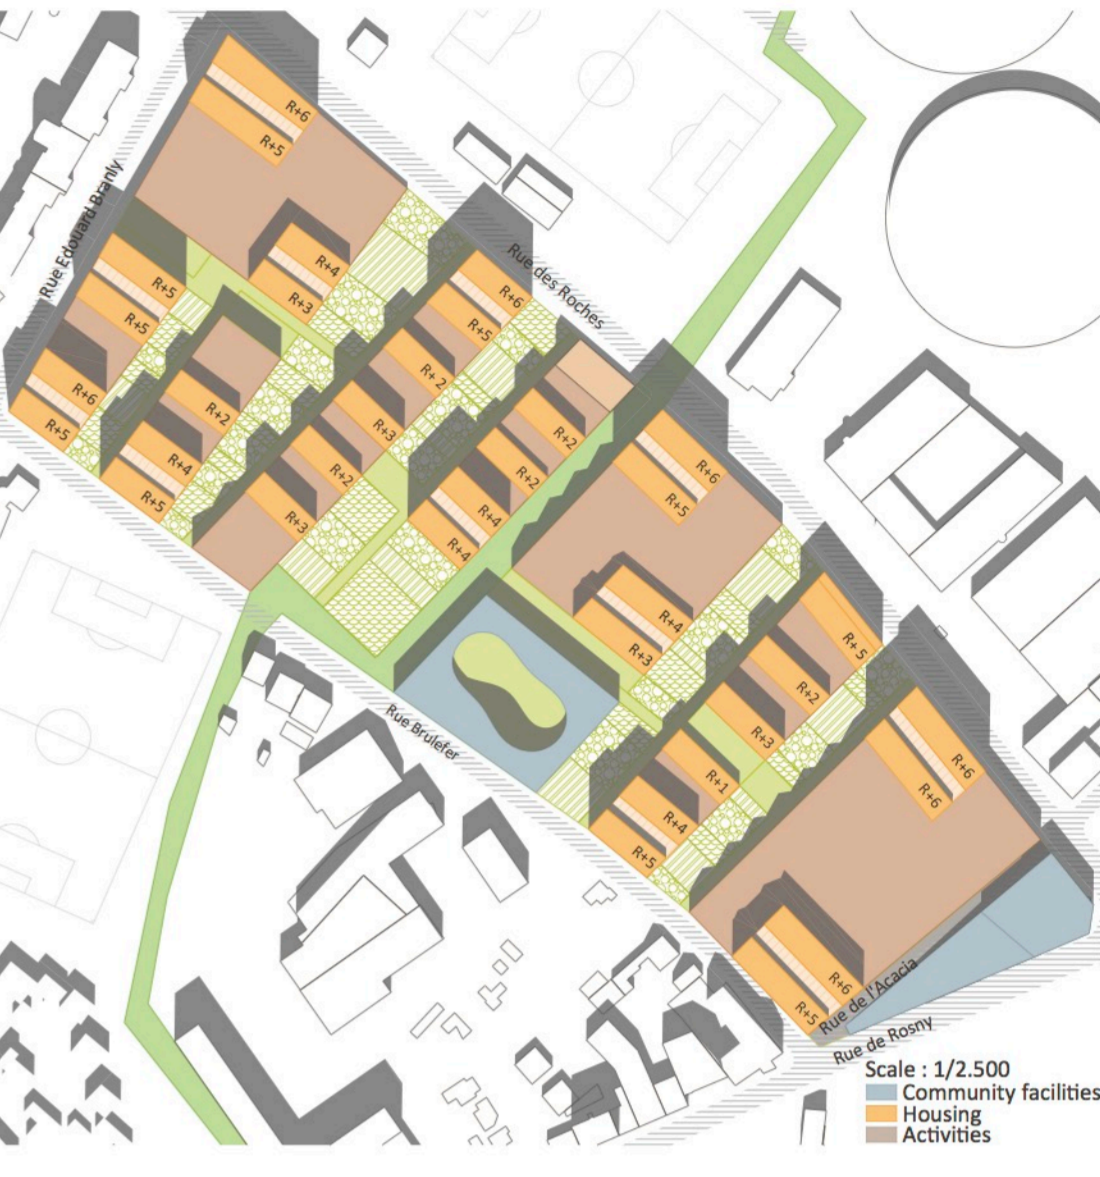 R+6
R+5
Rue Edouard Branly
R+4
R+3
Rue des Roches
R+5
R+5
R+6
R+5
R+6
R+5
R+2
R+4
R+5
R+2
R+3
R+2
R+3
R+2
R+2
R+4
R+4
R+6
R+5
R+4
R+3
R+5
R+2
R+3
R+1
R+4
R+5
R+6
R+6
R+6
R+5
Rue Brulefer
Rue de l'Acacia
Rue de Rosny
Scale : 1/2.500
Community facilities
Housing
Activities